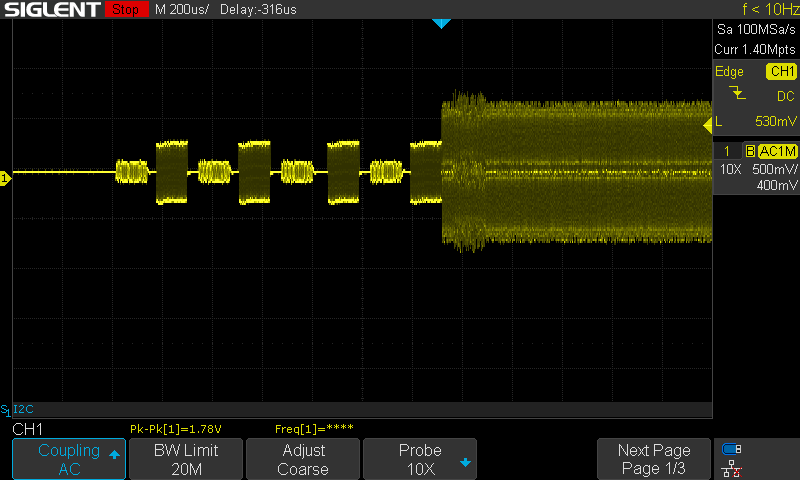 SIGLENT Stop M 200us/ Delay:-316us f < 10Hz
Sa 100MSa/s
Curr 1.40Mpts
Edge CH1
DC
L 530mV
1 B AC1M
10X 500mV/
400mV
1
S1 I2C
CH1 Pk-Pk[1]=1.78V Freq[1]=****
Coupling BW Limit Adjust Probe Next Page
AC 20M Coarse 10X Page 1/3